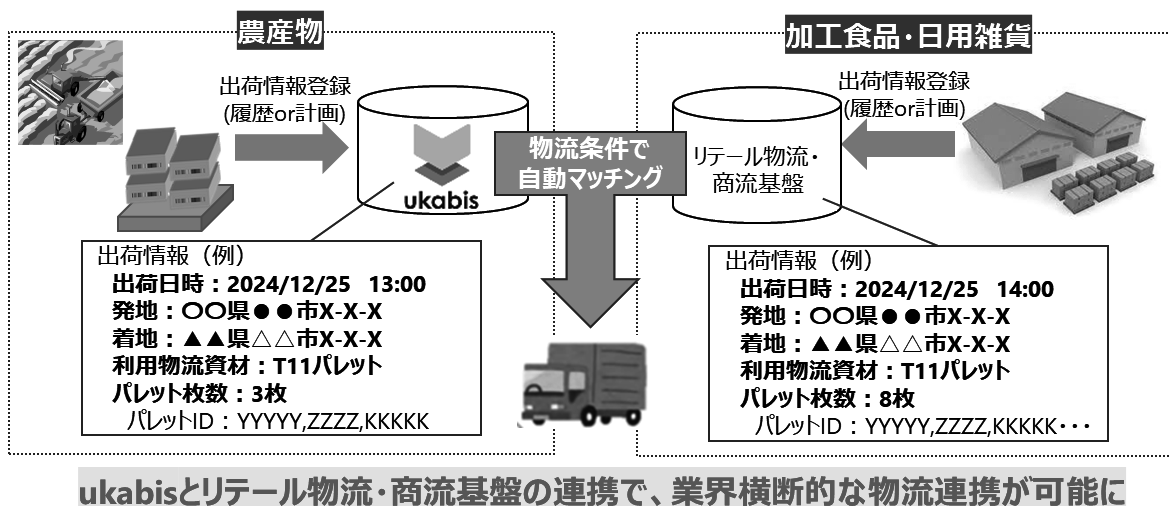 農産物
出荷情報登録
(履歴or計画)
ukabis
出荷情報（例）
出荷日時：2024/12/25 13:00
発地：〇〇県●●市X-X-X
着地：▲▲県△△市X-X-X
利用物流資材：T11パレット
パレット枚数：3枚
パレットID：YYYYY,ZZZZ,KKKKK
物流条件で
自動マッチング
加工食品・日用雑貨
出荷情報登録
(履歴or計画)
リテール物流・
商流基盤
出荷情報（例）
出荷日時：2024/12/25 14:00
発地：〇〇県●●市X-X-X
着地：▲▲県△△市X-X-X
利用物流資材：T11パレット
パレット枚数：8枚
パレットID：YYYYY,ZZZZ,KKKKK・・・
ukabisとリテール物流・商流基盤の連携で、業界横断的な物流連携が可能に